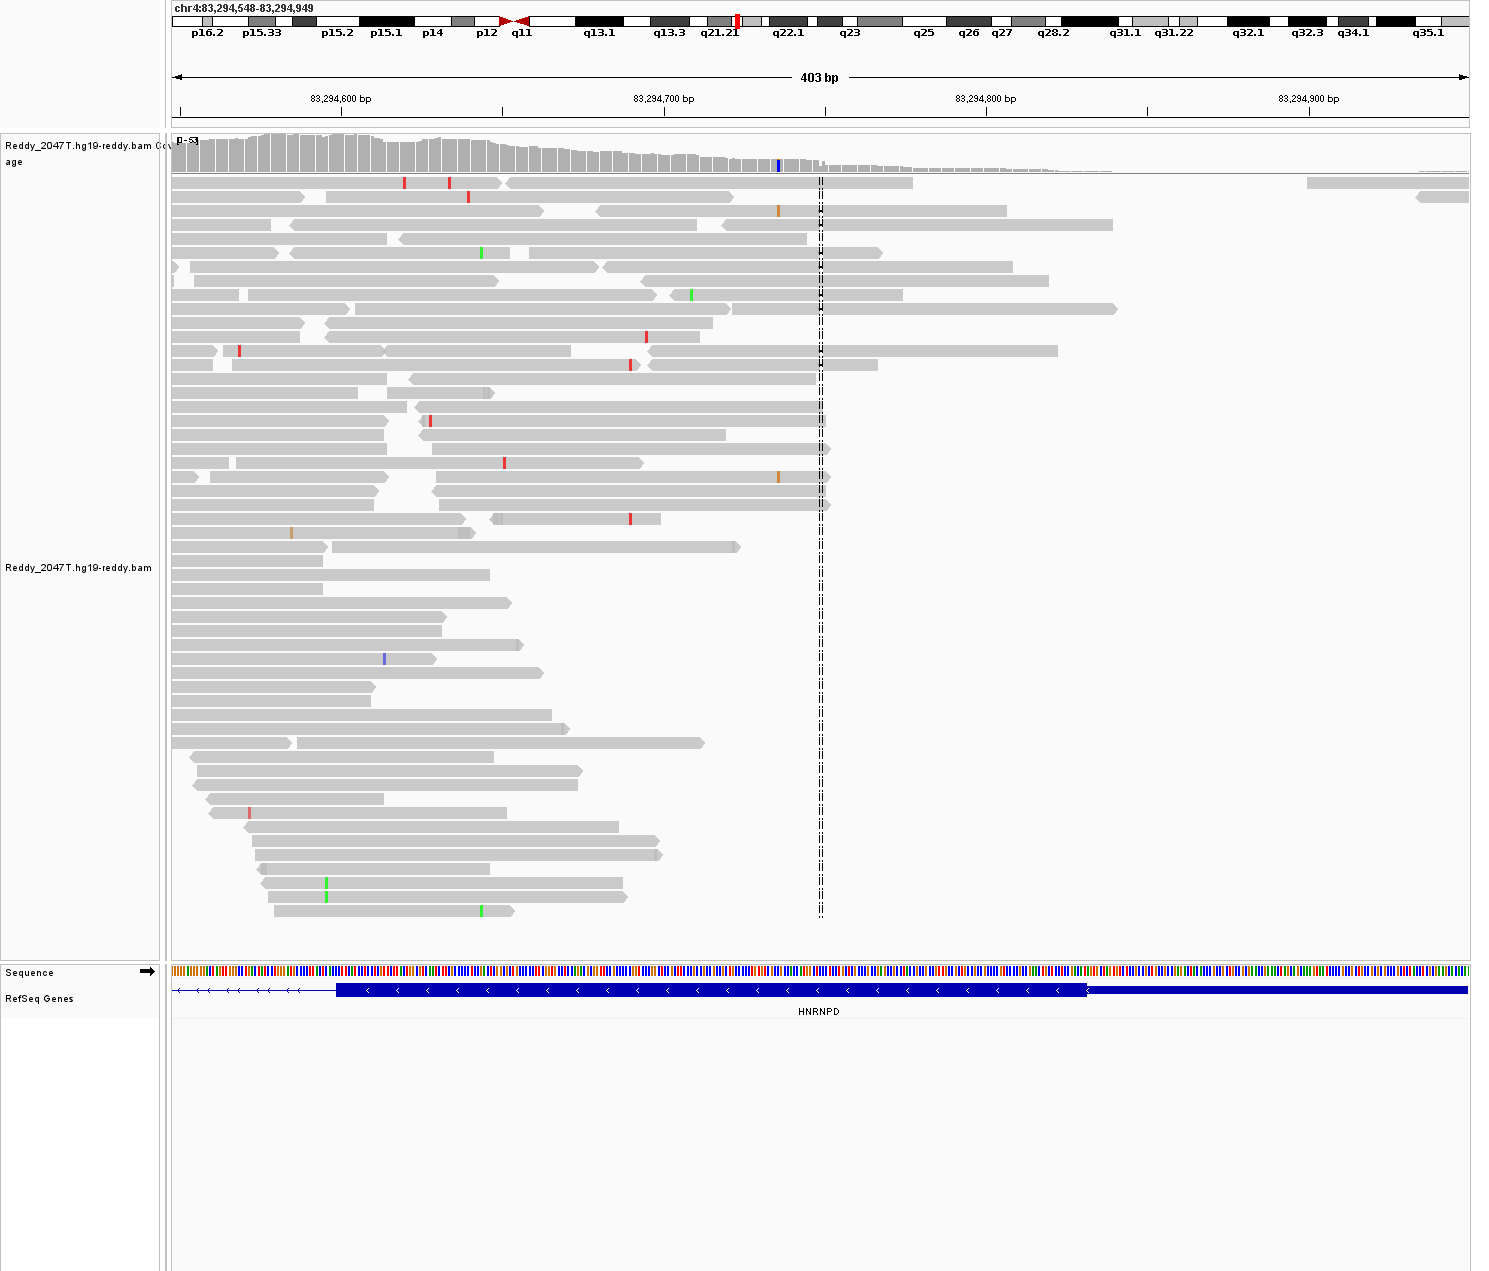 chr4:83,294,548-83,294,949
p16.2 p15.33 p15.2 p15.1 p14 p12 q11 q13.1 q13.3 q21.21 q22.1 q23 q25 q26 q27 q28.2 q31.1 q31.22 q32.1 q32.3 q34.1 q35.1
403 bp
83,294,600 bp 83,294,700 bp 83,294,800 bp 83,294,900 bp
Reddy_2047T.hg19-reddy.bam Cov
age
Reddy_2047T.hg19-reddy.bam
Sequence
RefSeq Genes
HNRNPD